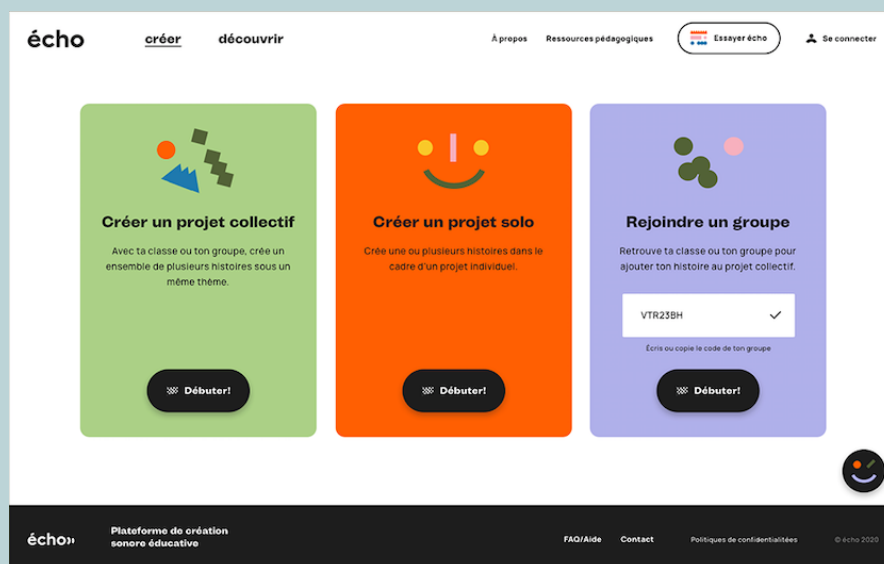 écho
créer
découvrir
À propos
Ressources pédagogiques
Essayer écho
Se connecter
Créer un projet collectif
Avec ta classe ou ton groupe, crée un
ensemble de plusieurs histoires sous un
même thème.
Débuter!
Créer un projet solo
Crée une ou plusieurs histoires dans le
cadre d'un projet individuel.
Débuter!
Rejoindre un groupe
Retrouve ta classe ou ton groupe pour
ajouter ton histoire au projet collectif.
VTR23BH
Écris ou copie le code de ton groupe
Débuter!
écho
Plateforme de création
sonore éducative
FAQ/Aide
Contact
Politiques de confidentialitées
© écho 2020